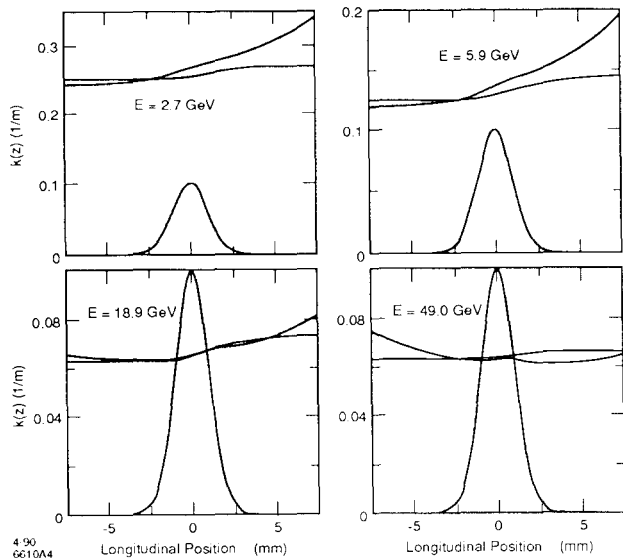 0.3
0.2
0.1
0
k(z) (1/m)
E = 2.7 GeV
0.2
0.1
0
E = 5.9 GeV
0.08
0.04
0
k(z) (1/m)
E = 18.9 GeV
-5
0
5
Longitudinal Position (mm)
0.08
0.04
0
E = 49.0 GeV
-5
0
5
Longitudinal Position (mm)
4-90
6610A4